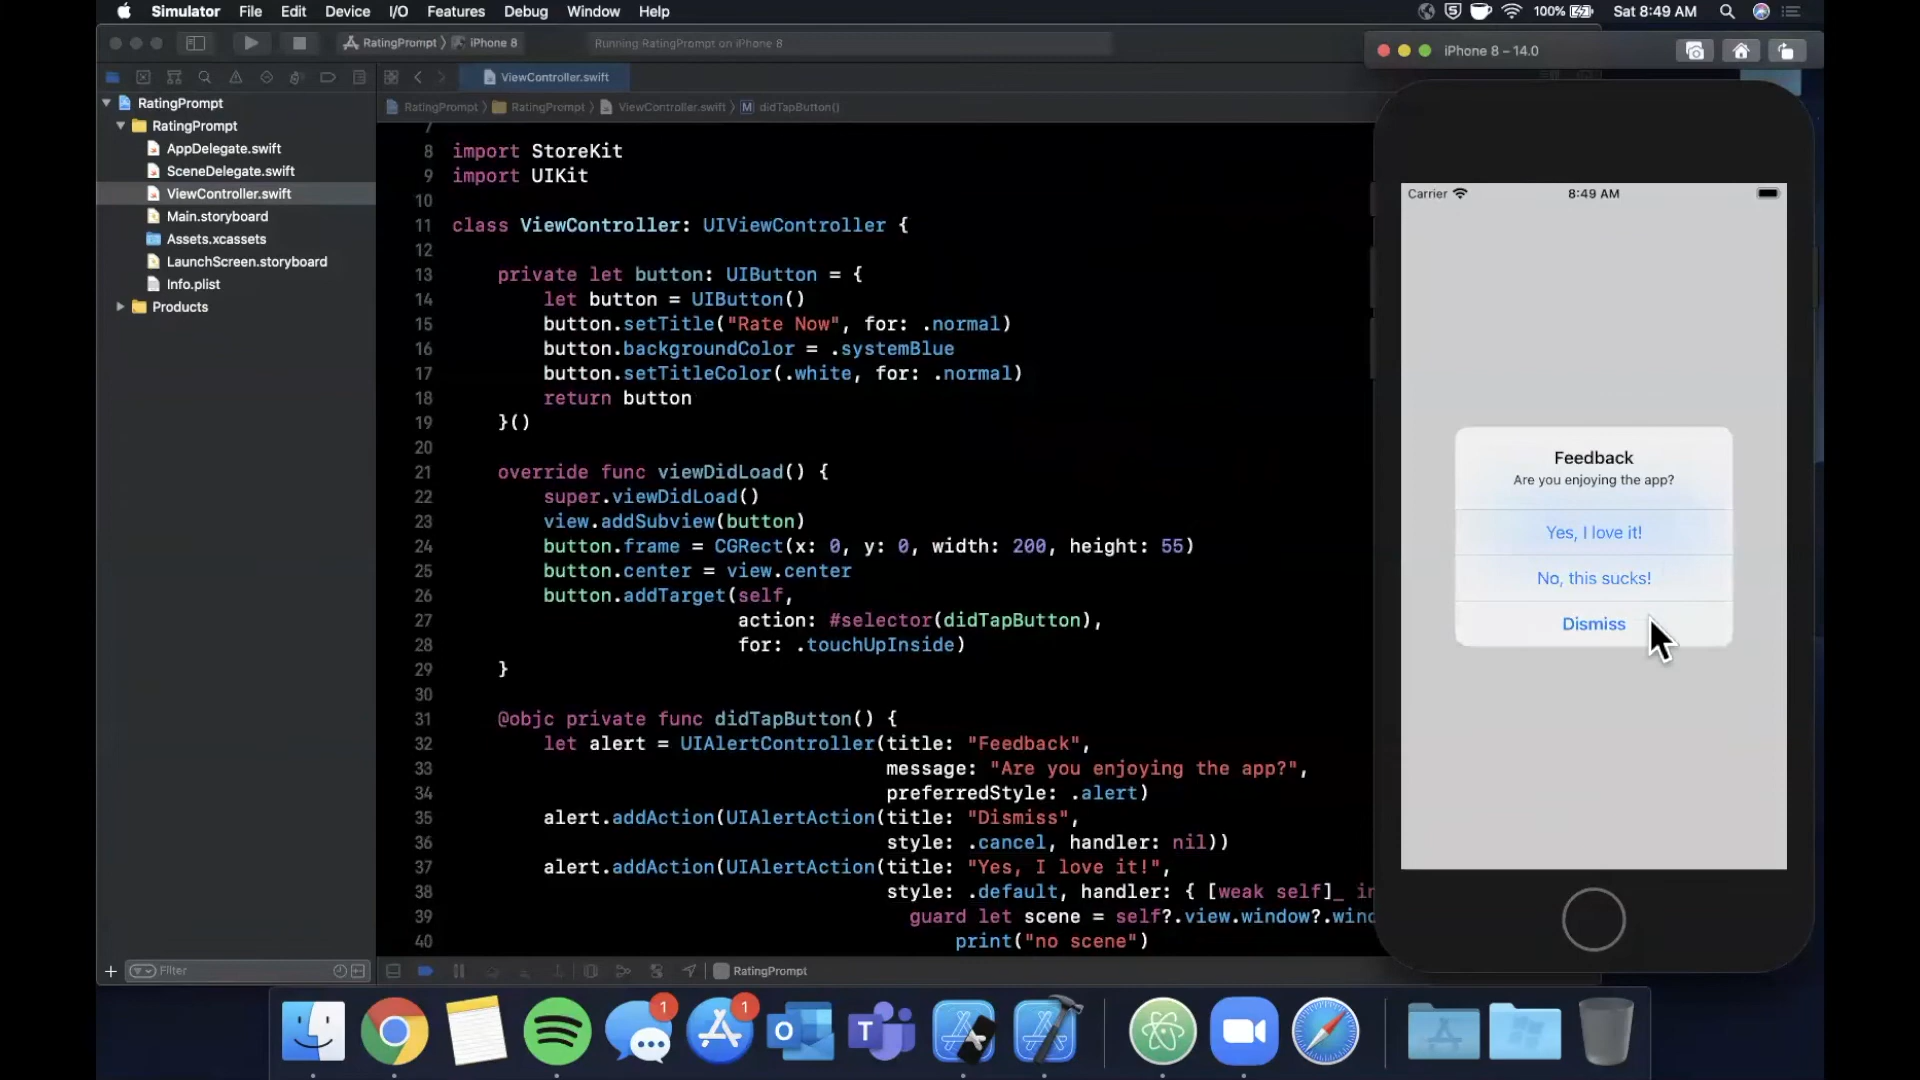 Simulator File Edit Device I/O Features Debug Window Help
100% Sat 8:49 AM
RatingPrompt iPhone 8
Running RatingPrompt on iPhone 8
iPhone 8 – 14.0
ViewController.swift
RatingPrompt RatingPrompt ViewController.swift M didTapButton()
RatingPrompt
RatingPrompt
AppDelegate.swift
SceneDelegate.swift
ViewController.swift
Main.storyboard
Assets.xcassets
LaunchScreen.storyboard
Info.plist
Products
7
8 import StoreKit
9 import UIKit
10
11 class ViewController: UIViewController {
12
13 private let button: UIButton = {
14 let button = UIButton()
15 button.setTitle("Rate Now", for: .normal)
16 button.backgroundColor = .systemBlue
17 button.setTitleColor(.white, for: .normal)
18 return button
19 }()
20
21 override func viewDidLoad() {
22 super.viewDidLoad()
23 view.addSubview(button)
24 button.frame = CGRect(x: 0, y: 0, width: 200, height: 55)
25 button.center = view.center
26 button.addTarget(self,
27 action: #selector(didTapButton),
28 for: .touchUpInside)
29 }
30
31 @objc private func didTapButton() {
32 let alert = UIAlertController(title: "Feedback",
33 message: "Are you enjoying the app?",
34 preferredStyle: .alert)
35 alert.addAction(UIAlertAction(title: "Dismiss",
36 style: .cancel, handler: nil))
37 alert.addAction(UIAlertAction(title: "Yes, I love it!",
38 style: .default, handler: { [weak self]_ in
39 guard let scene = self?.view.window?.winc
40 print("no scene")
Carrier 8:49 AM
Feedback
Are you enjoying the app?
Yes, I love it!
No, this sucks!
Dismiss
Filter
RatingPrompt
1
1